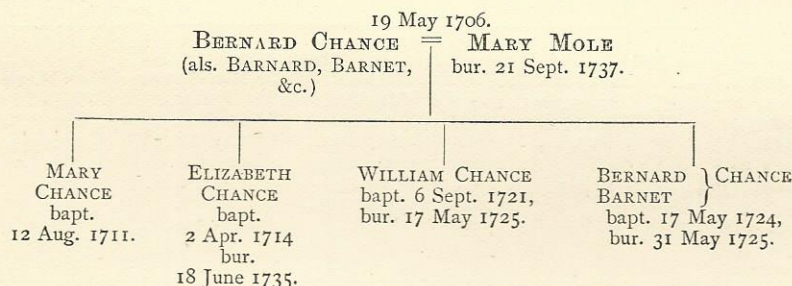 19 May 1706.
BERNARD CHANCE = MARY MOLE
(als. BARNARD, BARNET, &c.)
bur. 21 Sept. 1737.
MARY
CHANCE
bapt.
12 Aug. 1711.
ELIZABETH
CHANCE
bapt.
2 Apr. 1714
bur.
18 June 1735.
WILLIAM CHANCE
bapt. 6 Sept. 1721,
bur. 17 May 1725.
BERNARD
BARNET } CHANCE
bapt. 17 May 1724,
bur. 31 May 1725.